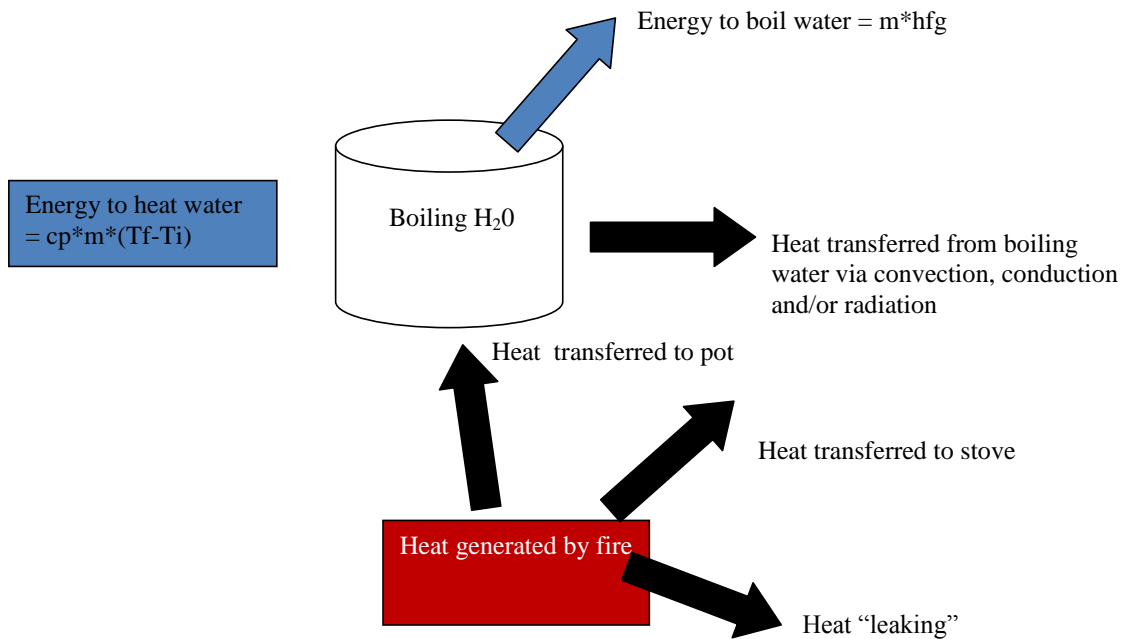 Energy to boil water = m*hfg
Energy to heat water
= cp*m*(Tf-Ti)
Boiling H₂0
Heat transferred from boiling
water via convection, conduction
and/or radiation
Heat transferred to pot
Heat transferred to stove
Heat generated by fire
Heat “leaking”